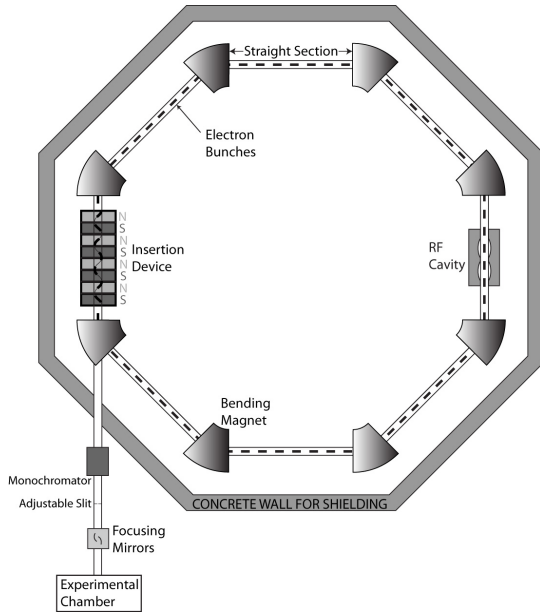 Straight Section
Electron
Bunches
N
S
N
S
N
S
N
S
Insertion
Device
RF
Cavity
Bending
Magnet
Monochromator
Adjustable Slit
CONCRETE WALL FOR SHIELDING
Focusing
Mirrors
Experimental
Chamber